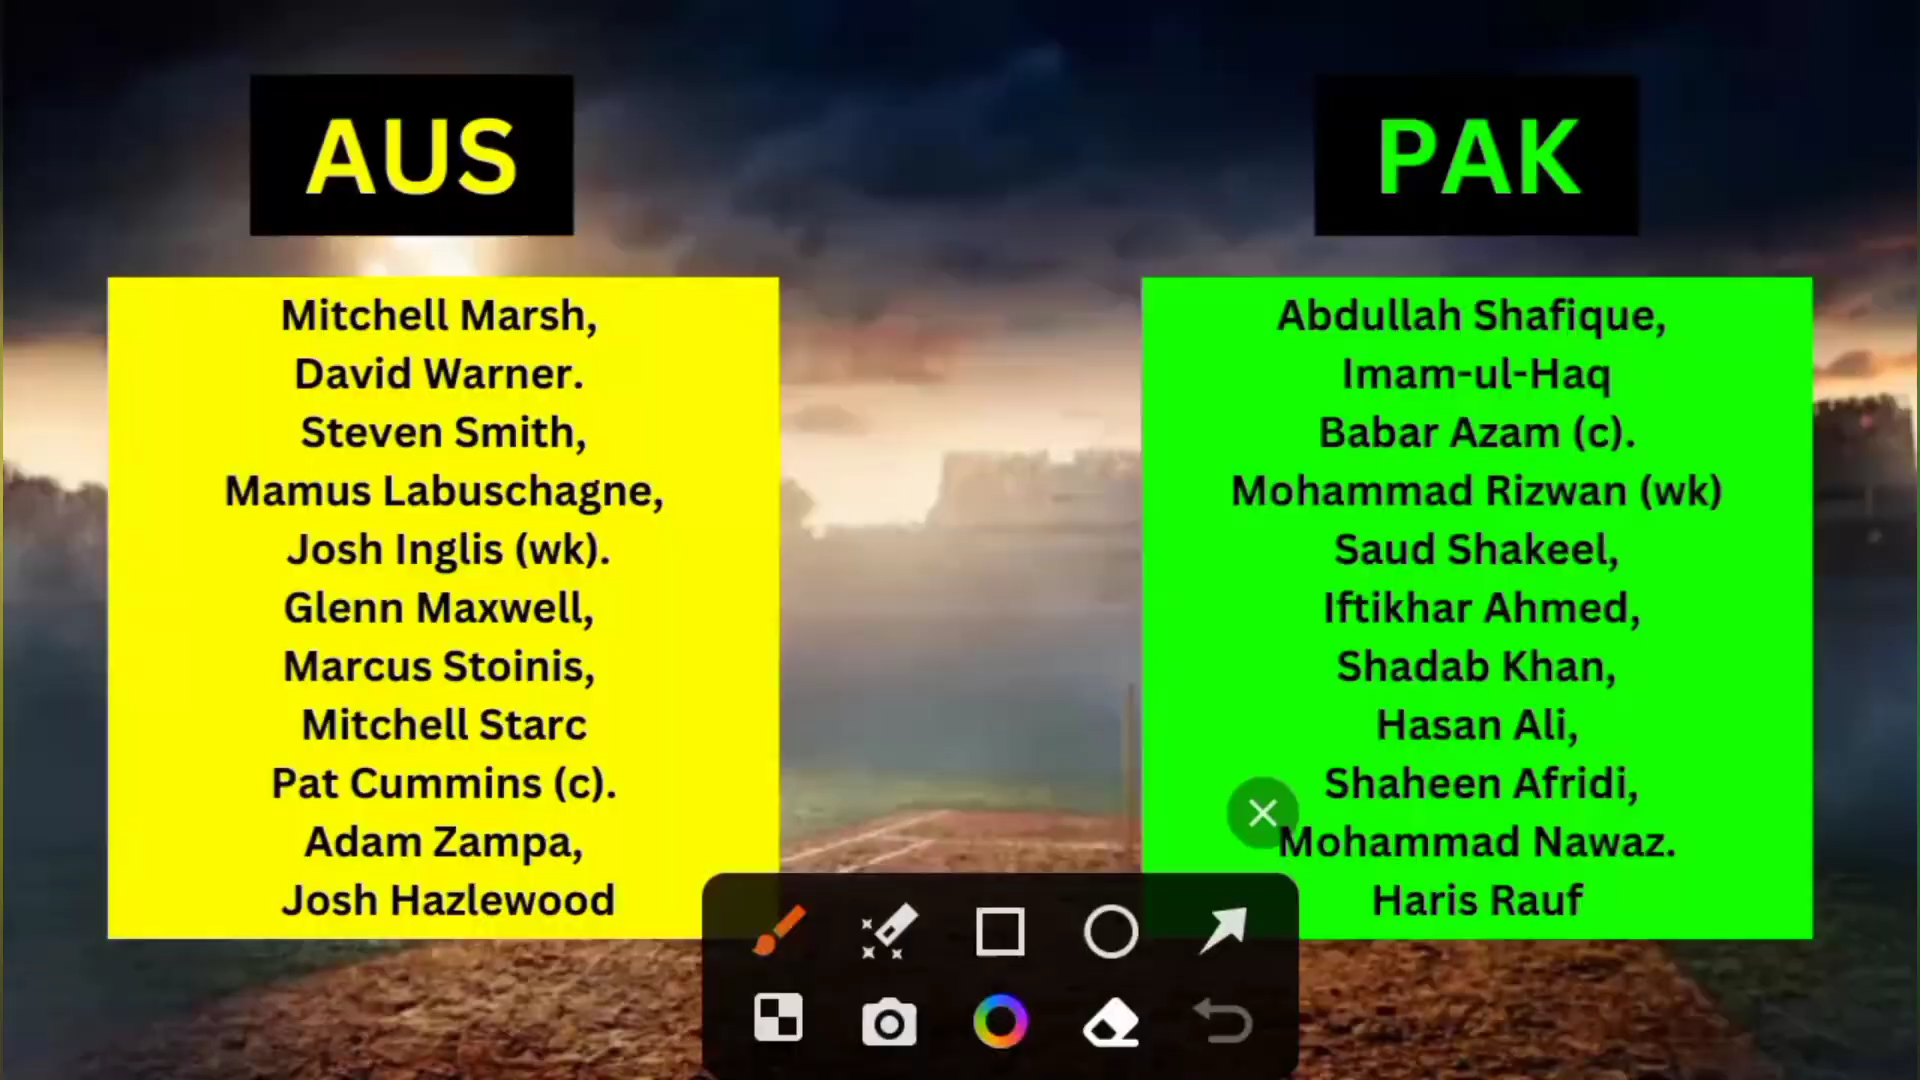 AUS
Mitchell Marsh,
David Warner.
Steven Smith,
Mamus Labuschagne,
Josh Inglis (wk).
Glenn Maxwell,
Marcus Stoinis,
Mitchell Starc
Pat Cummins (c).
Adam Zampa,
Josh Hazlewood
PAK
Abdullah Shafique,
Imam-ul-Haq
Babar Azam (c).
Mohammad Rizwan (wk)
Saud Shakeel,
Iftikhar Ahmed,
Shadab Khan,
Hasan Ali,
Shaheen Afridi,
Mohammad Nawaz.
Haris Rauf